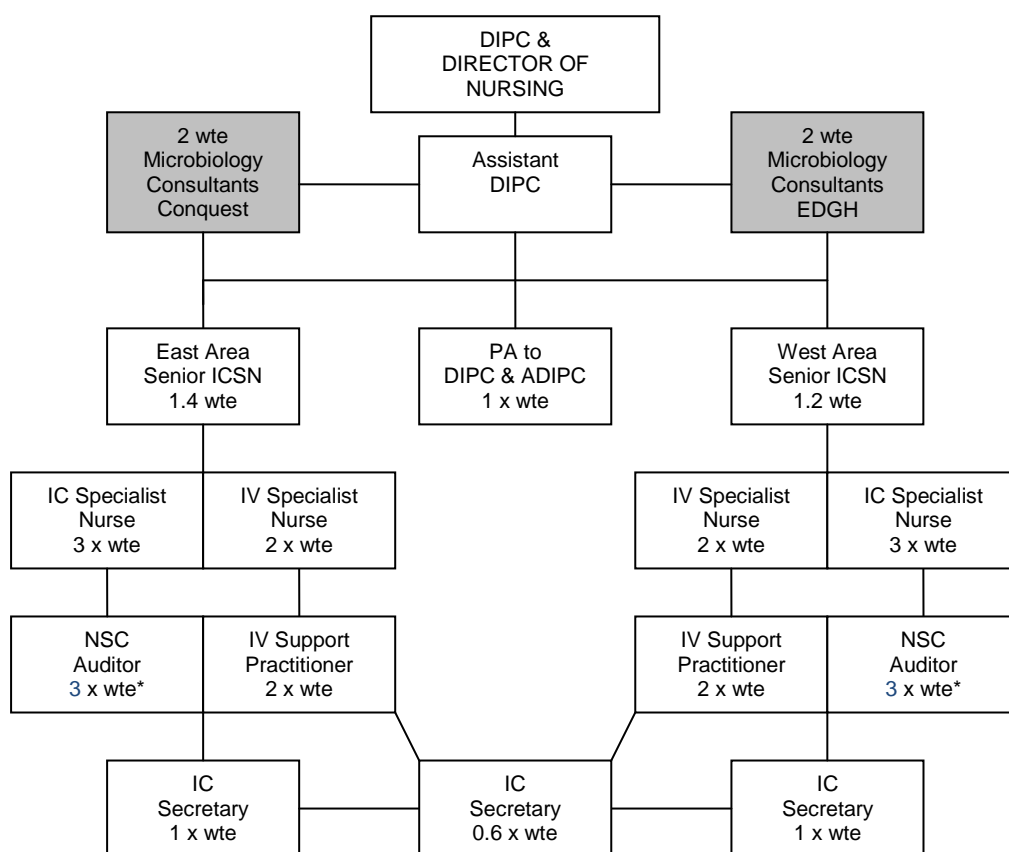 DIPC &
DIRECTOR OF
NURSING
2 wte
Microbiology
Consultants
Conquest
Assistant
DIPC
2 wte
Microbiology
Consultants
EDGH
East Area
Senior ICSN
1.4 wte
PA to
DIPC & ADIPC
1 x wte
West Area
Senior ICSN
1.2 wte
IC Specialist
Nurse
3 x wte
IV Specialist
Nurse
2 x wte
IV Specialist
Nurse
2 x wte
IC Specialist
Nurse
3 x wte
NSC
Auditor
3 x wte*
IV Support
Practitioner
2 x wte
IV Support
Practitioner
2 x wte
NSC
Auditor
3 x wte*
IC
Secretary
1 x wte
IC
Secretary
0.6 x wte
IC
Secretary
1 x wte